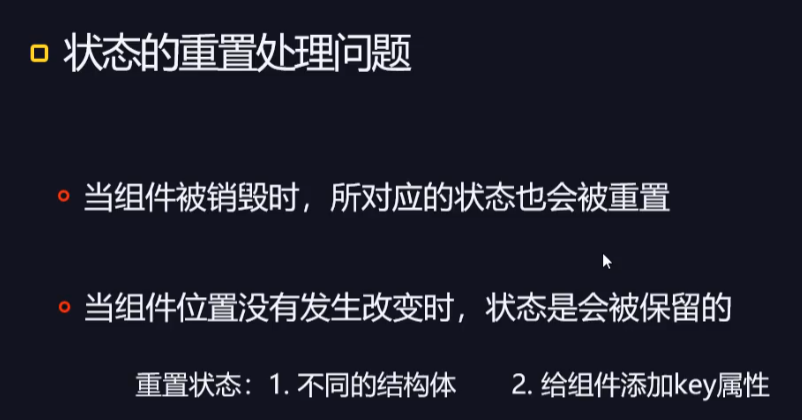 状态的重置处理问题
当组件被销毁时，所对应的状态也会被重置
当组件位置没有发生改变时，状态是会被保留的
重置状态：1. 不同的结构体 2. 给组件添加key属性